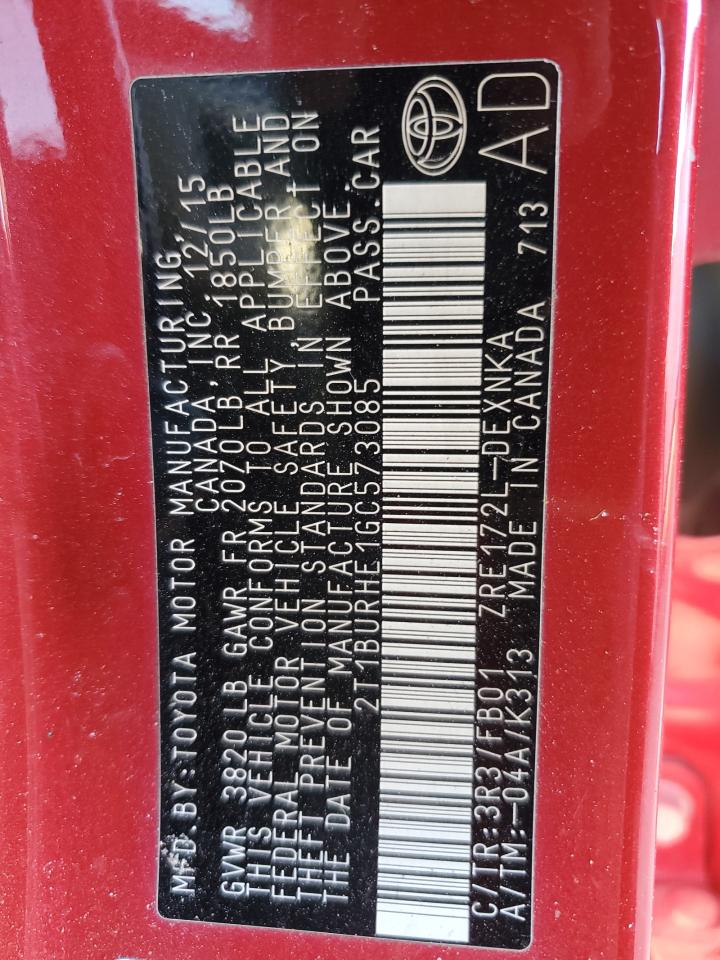 MFD.BY:TOYOTA MOTOR MANUFACTURING
CANADA, INC. 12/15
GVWR 3820LB GAWR FR 2070LB, RR 1850LB
THIS VEHICLE CONFORMS TO ALL APPLICABLE
FEDERAL MOTOR VEHICLE SAFETY, BUMPER, AND
THEFT PREVENTION STANDARDS IN EFFECT ON
THE DATE OF MANUFACTURE SHOWN ABOVE.
2T1BURHE1GC573085 PASS.CAR
C/TR:3R3/FB01 ZRE172L-DEXNKA
A/TM:-04A/K313 MADE IN CANADA 713 AD